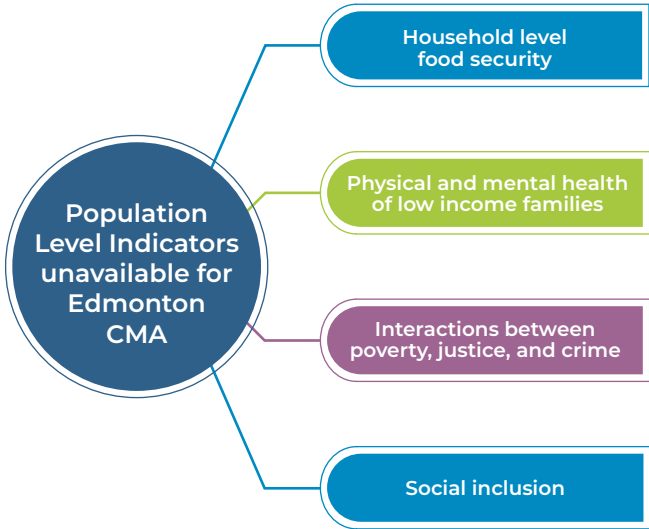 Population
Level Indicators
unavailable for
Edmonton
CMA
Household level
food security
Physical and mental health
of low income families
Interactions between
poverty, justice, and crime
Social inclusion